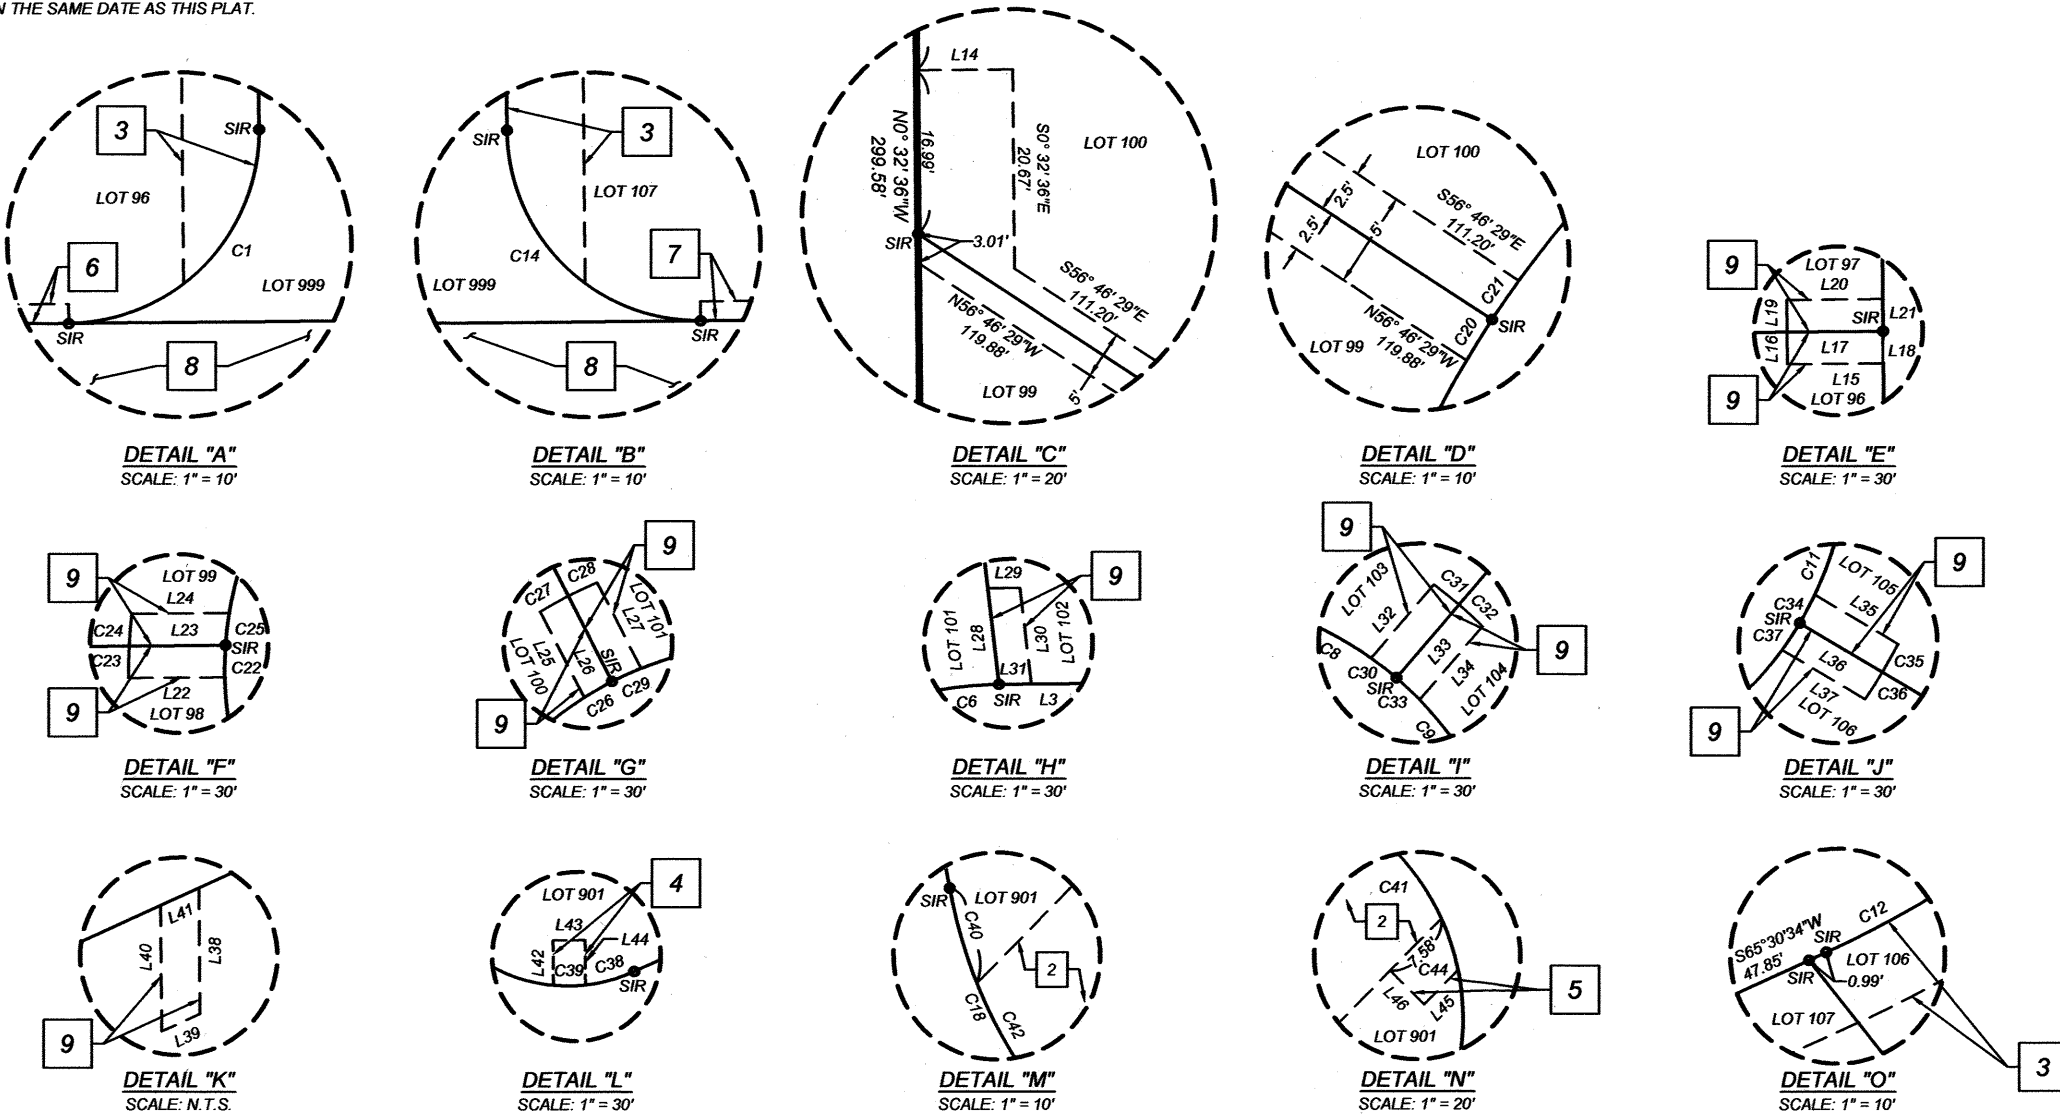 N THE SAME DATE AS THIS PLAT.
3
SIR
LOT 96
C1
6
LOT 999
SIR
8
DETAIL "A"
SCALE: 1" = 10'
3
SIR
LOT 107
C14
7
LOT 999
SIR
8
DETAIL "B"
SCALE: 1" = 10'
L14
LOT 100
16.99'
N0° 32' 36"W
299.58'
S0° 32' 36"E
20.67'
SIR
3.01'
S56° 46' 29"E
111.20'
N56° 46' 29"W
119.88'
LOT 99
5'
DETAIL "C"
SCALE: 1" = 20'
LOT 100
2.5'
2.5'
5'
S56° 46' 29"E
111.20'
C21
N56° 46' 29"W
119.88'
C20
SIR
LOT 99
DETAIL "D"
SCALE: 1" = 10'
9
LOT 97
L20
L19
SIR
L21
L16
L17
L18
L15
LOT 96
9
DETAIL "E"
SCALE: 1" = 30'
9
LOT 99
L24
C24
L23
C25
SIR
C23
C22
L22
LOT 98
9
DETAIL "F"
SCALE: 1" = 30'
9
C28
C27
LOT 101
L27
L25
LOT 100
L26
SIR
C29
C26
9
DETAIL "G"
SCALE: 1" = 30'
L29
9
LOT 101
L28
L30
LOT 102
L31
C6
SIR
L3
DETAIL "H"
SCALE: 1" = 30'
9
LOT 103
C31
C32
L32
L33
L34
C8
C30
SIR
C33
LOT 104
C9
9
DETAIL "I"
SCALE: 1" = 30'
C11
LOT 105
9
C34
SIR
L35
C37
L36
C35
L37
C36
LOT 106
9
DETAIL "J"
SCALE: 1" = 30'
L41
L40
L38
L39
9
DETAIL "K"
SCALE: N.T.S.
LOT 901
4
L43
L44
L42
C39
C38
SIR
DETAIL "L"
SCALE: 1" = 30'
SIR
LOT 901
C40
2
C18
C42
DETAIL "M"
SCALE: 1" = 10'
C41
2
7.58'
C44
L46
L45
5
LOT 901
DETAIL "N"
SCALE: 1" = 20'
S65°30'34"W
47.85'
C12
SIR
LOT 106
SIR
0.99'
LOT 107
3
DETAIL "O"
SCALE: 1" = 10'